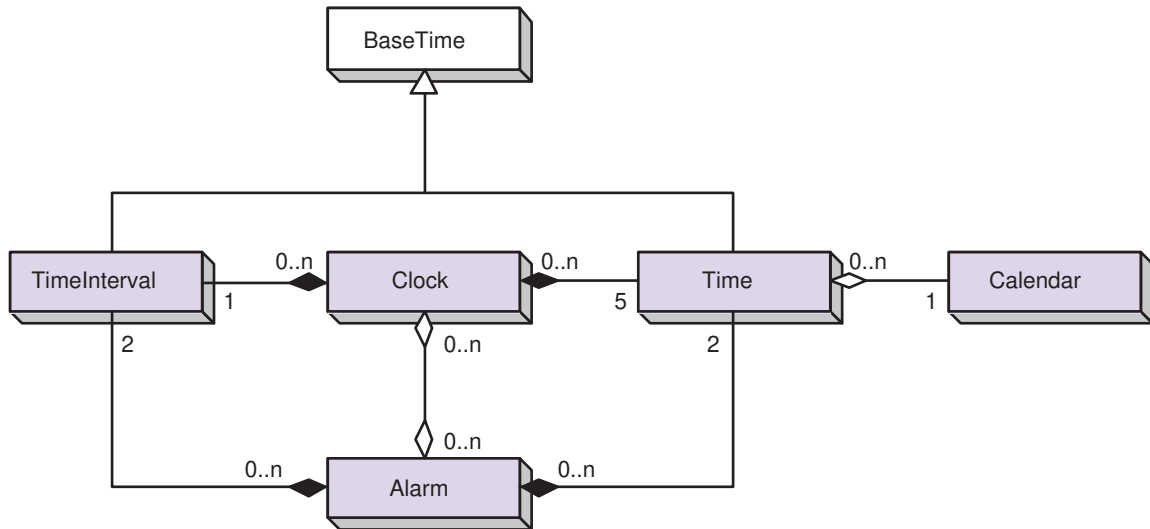 BaseTime
TimeInterval
1
0..n
Clock
0..n
5
Time
0..n
1
Calendar
2
0..n
2
0..n
0..n
Alarm
0..n